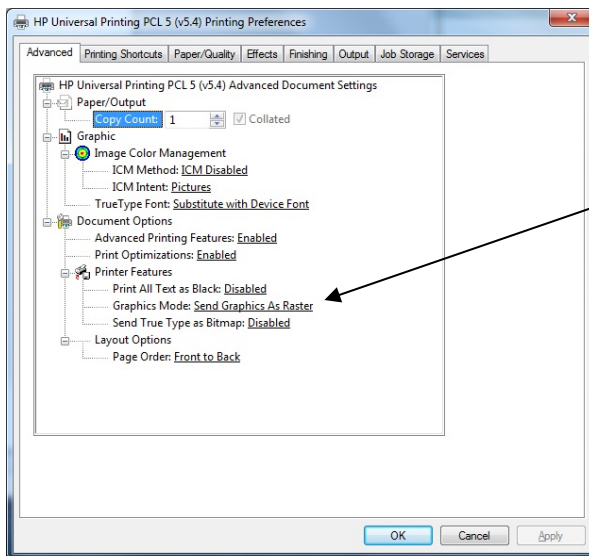 HP Universal Printing PCL 5 (v5.4) Printing Preferences
Advanced Printing Shortcuts Paper/Quality Effects Finishing Output Job Storage Services
HP Universal Printing PCL 5 (v5.4) Advanced Document Settings
Paper/Output
Copy Count: 1 Collated
Graphic
Image Color Management
ICM Method: ICM Disabled
ICM Intent: Pictures
TrueType Font: Substitute with Device Font
Document Options
Advanced Printing Features: Enabled
Print Optimizations: Enabled
Printer Features
Print All Text as Black: Disabled
Graphics Mode: Send Graphics As Raster
Send True Type as Bitmap: Disabled
Layout Options
Page Order: Front to Back
OK Cancel Apply